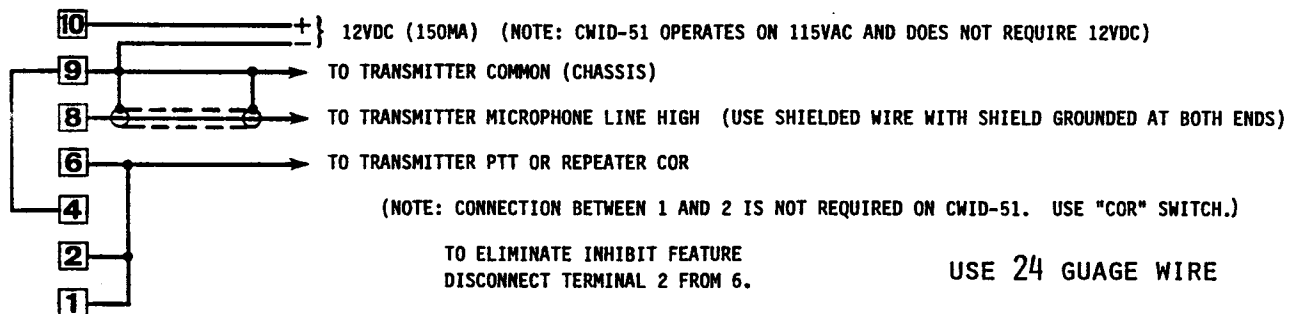 10 + − } 12VDC (150MA) (NOTE: CWID-51 OPERATES ON 115VAC AND DOES NOT REQUIRE 12VDC)
9 TO TRANSMITTER COMMON (CHASSIS)
8 TO TRANSMITTER MICROPHONE LINE HIGH (USE SHIELDED WIRE WITH SHIELD GROUNDED AT BOTH ENDS)
6 TO TRANSMITTER PTT OR REPEATER COR
4 (NOTE: CONNECTION BETWEEN 1 AND 2 IS NOT REQUIRED ON CWID-51. USE "COR" SWITCH.)
2 TO ELIMINATE INHIBIT FEATURE
DISCONNECT TERMINAL 2 FROM 6.
USE 24 GUAGE WIRE
1